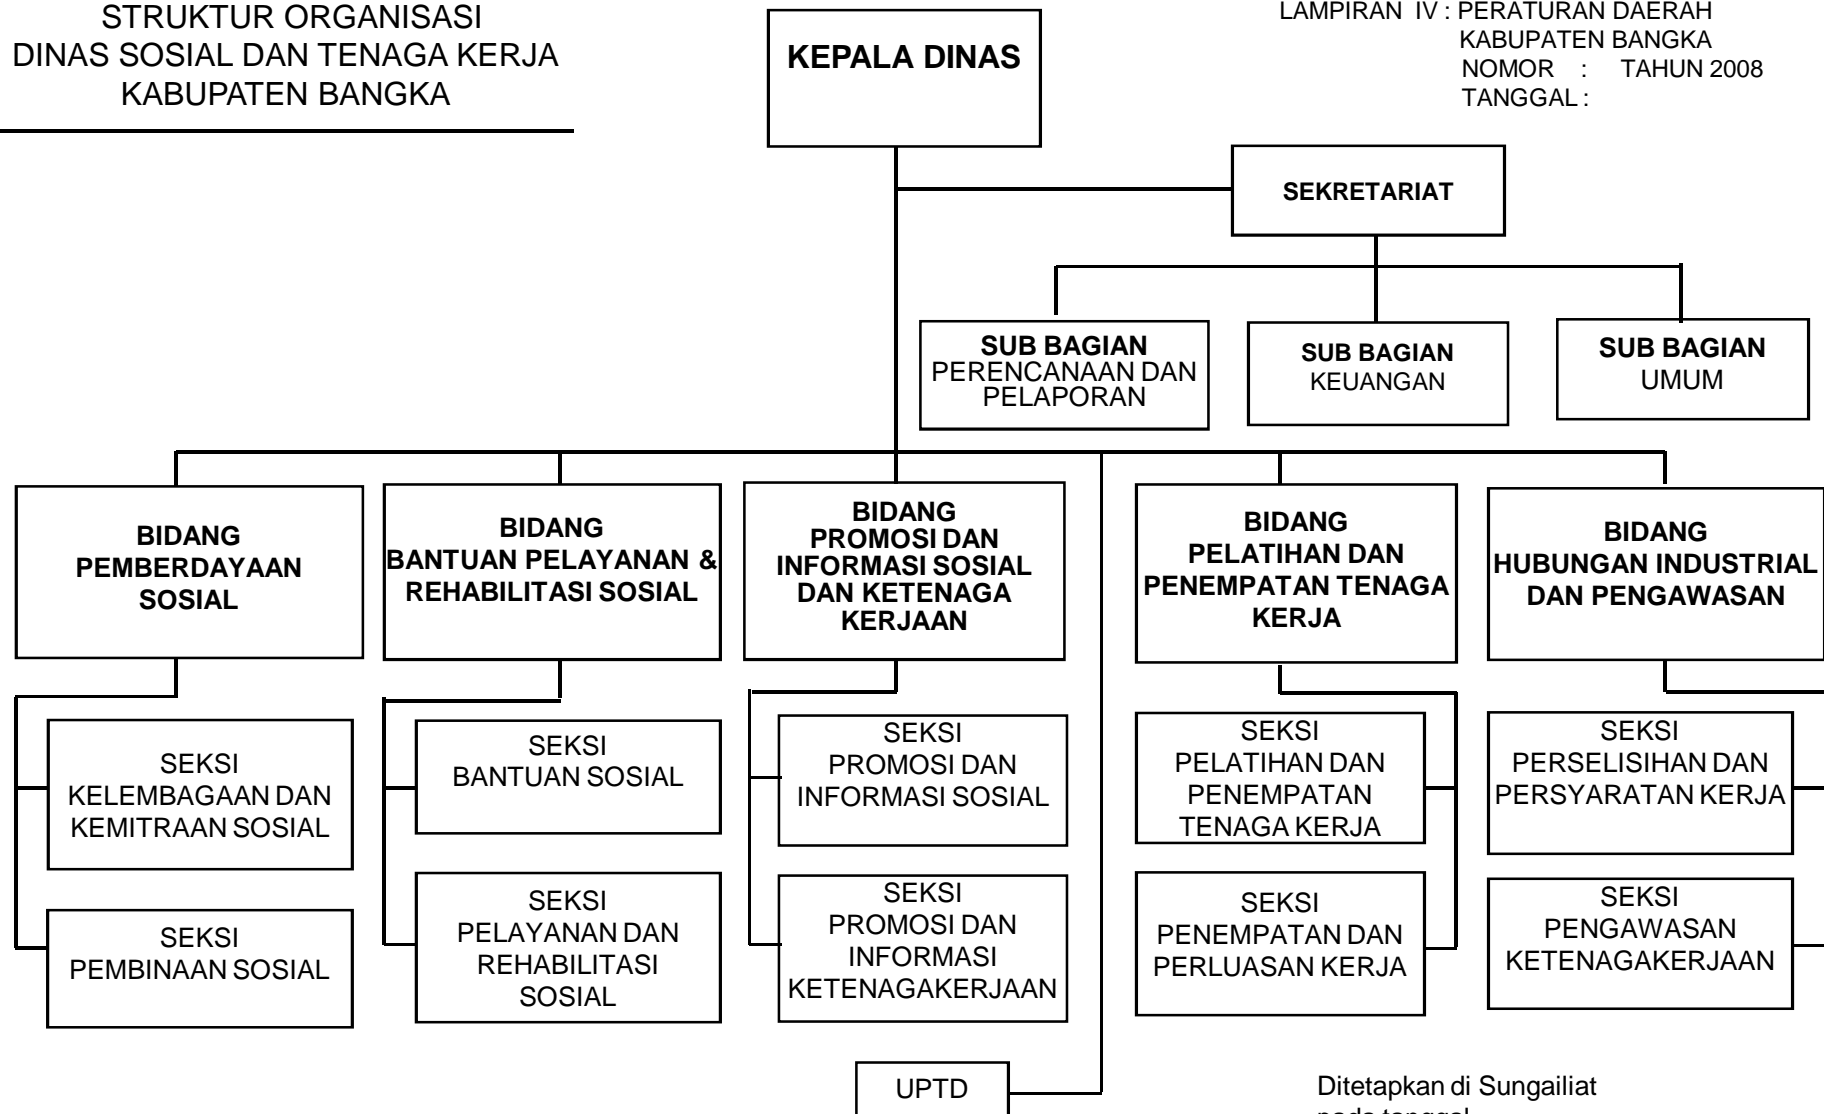 STRUKTUR ORGANISASI
DINAS SOSIAL DAN TENAGA KERJA
KABUPATEN BANGKA
LAMPIRAN IV : PERATURAN DAERAH
KABUPATEN BANGKA
NOMOR : TAHUN 2008
TANGGAL :
KEPALA DINAS
SEKRETARIAT
SUB BAGIAN
PERENCANAAN DAN
PELAPORAN
SUB BAGIAN
KEUANGAN
SUB BAGIAN
UMUM
BIDANG
PEMBERDAYAAN
SOSIAL
BIDANG
BANTUAN PELAYANAN &
REHABILITASI SOSIAL
BIDANG
PROMOSI DAN
INFORMASI SOSIAL
DAN KETENAGA
KERJAAN
BIDANG
PELATIHAN DAN
PENEMPATAN TENAGA
KERJA
BIDANG
HUBUNGAN INDUSTRIAL
DAN PENGAWASAN
SEKSI
KELEMBAGAAN DAN
KEMITRAAN SOSIAL
SEKSI
BANTUAN SOSIAL
SEKSI
PROMOSI DAN
INFORMASI SOSIAL
SEKSI
PELATIHAN DAN
PENEMPATAN
TENAGA KERJA
SEKSI
PERSELISIHAN DAN
PERSYARATAN KERJA
SEKSI
PEMBINAAN SOSIAL
SEKSI
PELAYANAN DAN
REHABILITASI
SOSIAL
SEKSI
PROMOSI DAN
INFORMASI
KETENAGAKERJAAN
SEKSI
PENEMPATAN DAN
PERLUASAN KERJA
SEKSI
PENGAWASAN
KETENAGAKERJAAN
UPTD
Ditetapkan di Sungailiat
pada tanggal